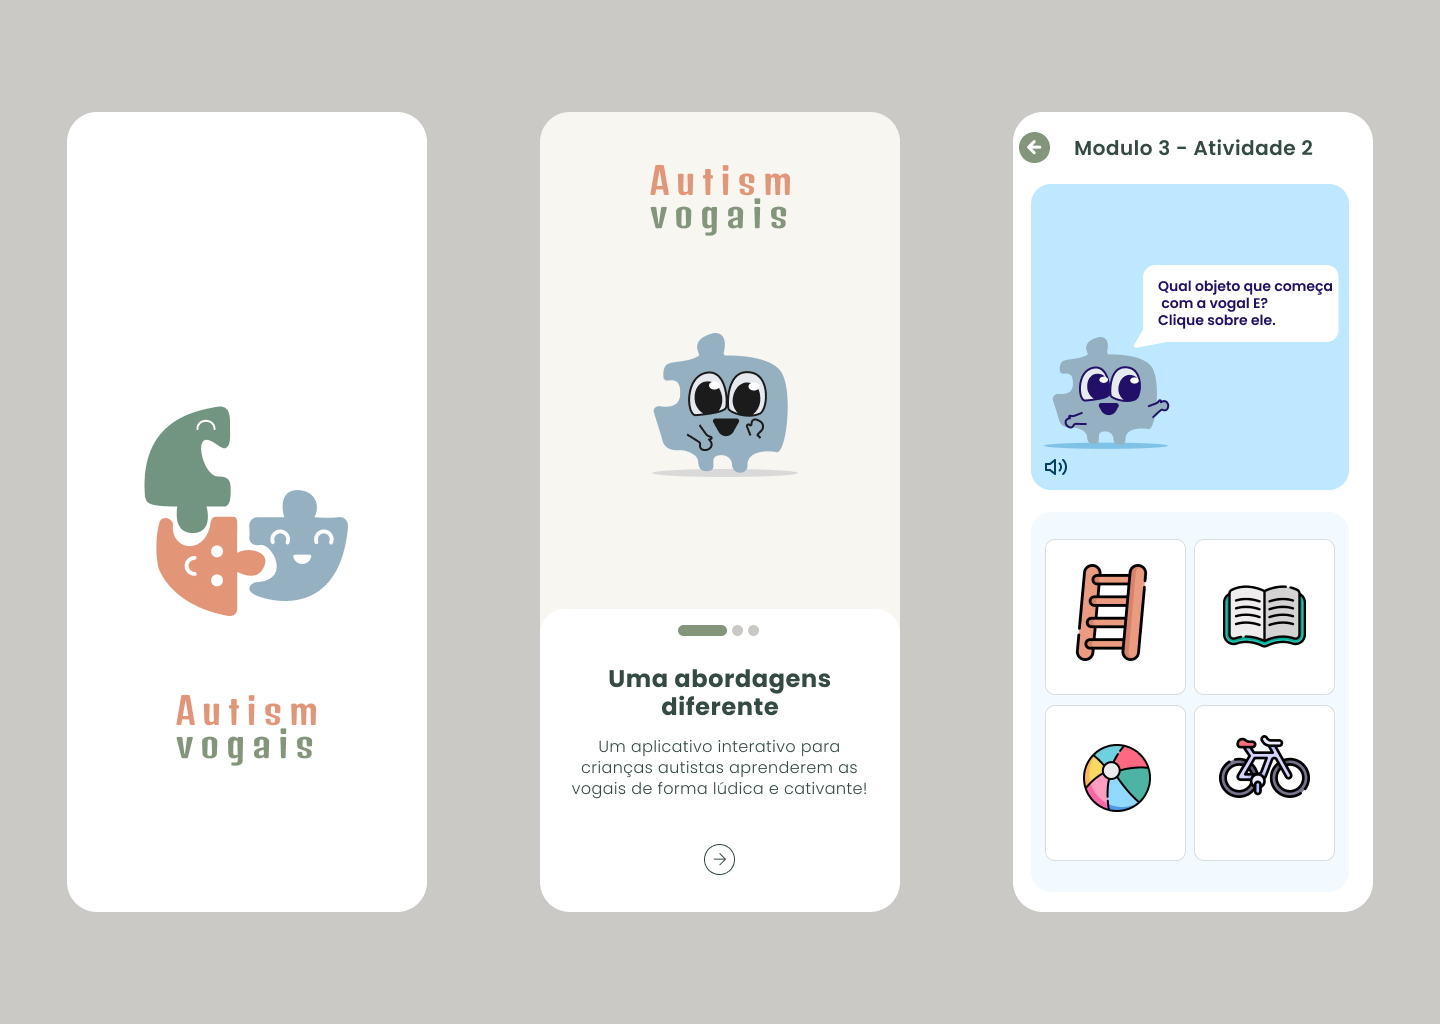 Autism
vogais
Autism
vogais
Uma abordagens
diferente
Um aplicativo interativo para
crianças autistas aprenderem as
vogais de forma lúdica e cativante!
Modulo 3 - Atividade 2
Qual objeto que começa
com a vogal E?
Clique sobre ele.